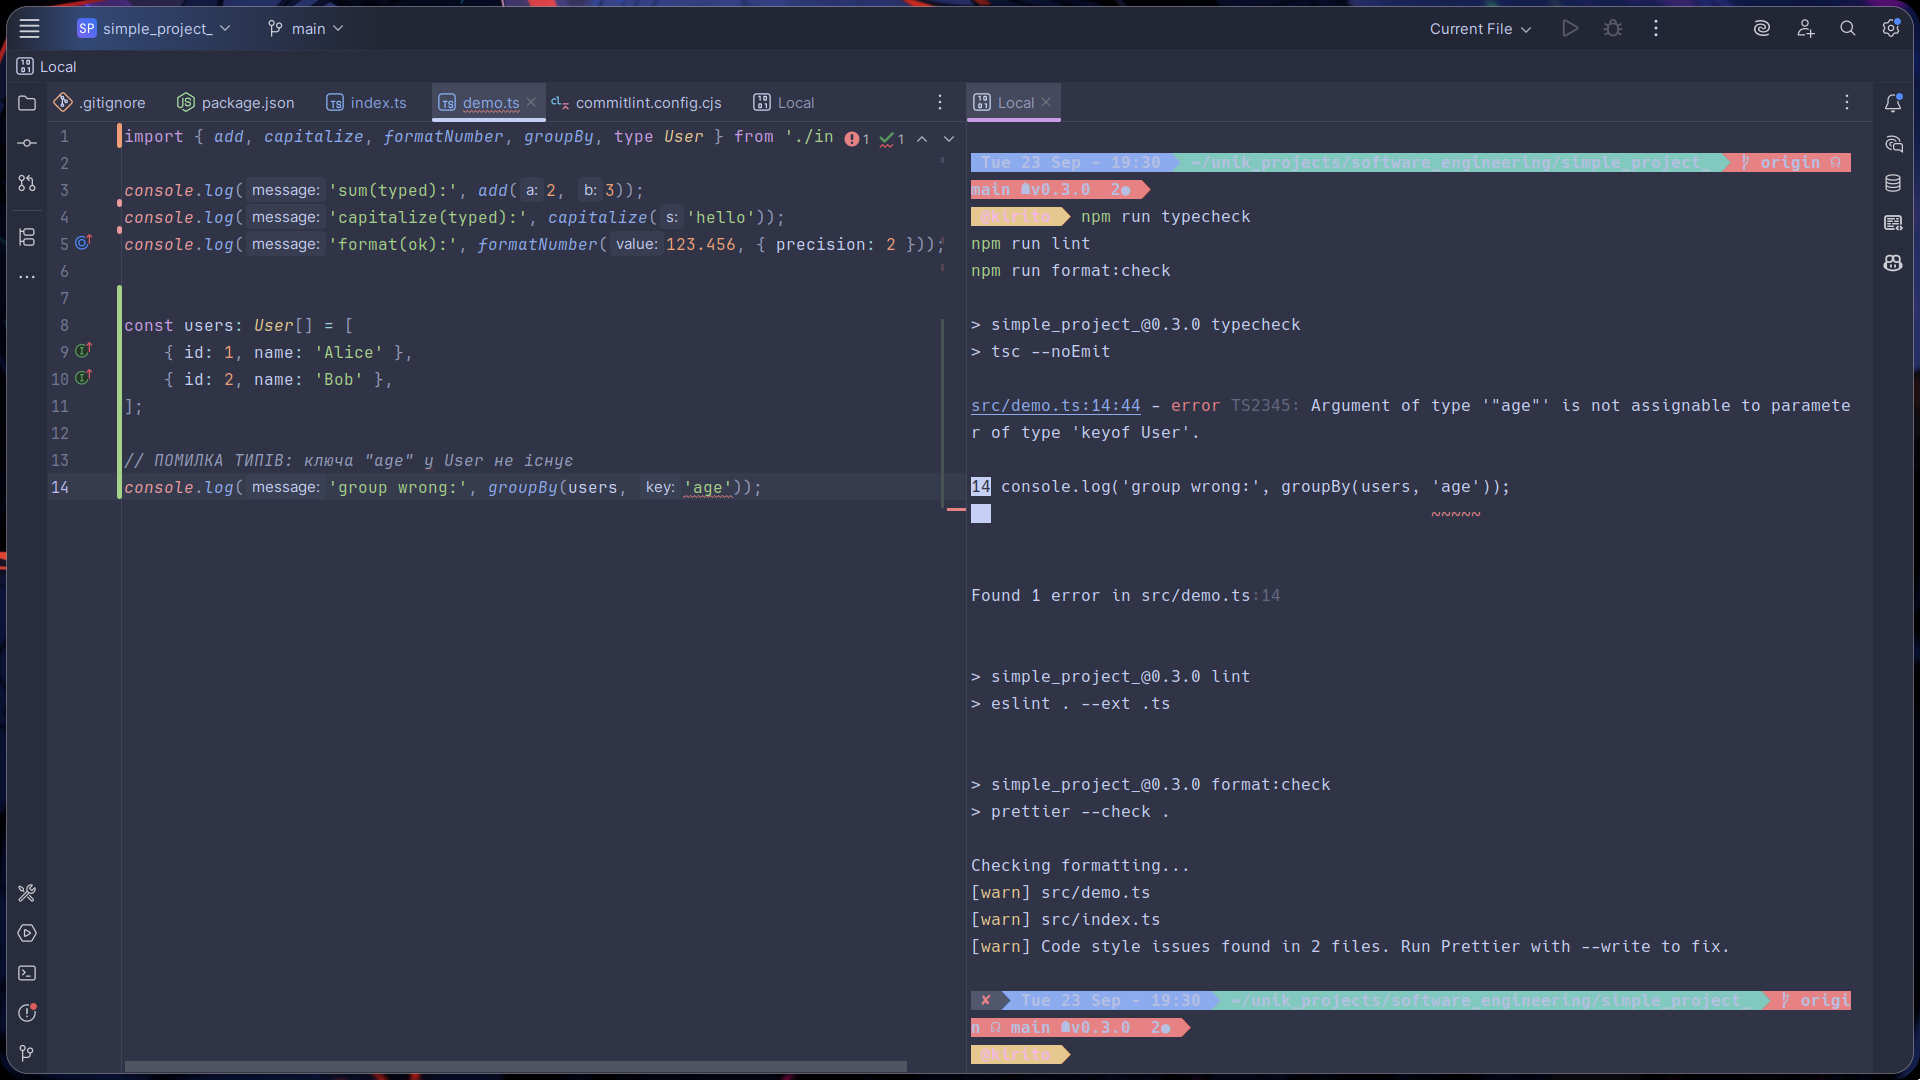 SP simple_project_ main Current File
Local
.gitignore package.json index.ts demo.ts commitlint.config.cjs Local
Local
1 import { add, capitalize, formatNumber, groupBy, type User } from './in 1 1
2
3 console.log( message: 'sum(typed):', add( a: 2, b: 3));
4 console.log( message: 'capitalize(typed):', capitalize( s: 'hello'));
5 console.log( message: 'format(ok):', formatNumber( value: 123.456, { precision: 2 }));
6
7
8 const users: User[] = [
9 { id: 1, name: 'Alice' },
10 { id: 2, name: 'Bob' },
11 ];
12
13 // ПОМИЛКА ТИПІВ: ключа "age" у User не існує
14 console.log( message: 'group wrong:', groupBy(users, key: 'age'));
Tue 23 Sep - 19:30 ~/unik_projects/software_engineering/simple_project_ origin
main v0.3.0 2●
@kirito npm run typecheck
npm run lint
npm run format:check
> simple_project_@0.3.0 typecheck
> tsc --noEmit
src/demo.ts:14:44 - error TS2345: Argument of type '"age"' is not assignable to paramete
r of type 'keyof User'.
14 console.log('group wrong:', groupBy(users, 'age'));
~~~~~
Found 1 error in src/demo.ts:14
> simple_project_@0.3.0 lint
> eslint . --ext .ts
> simple_project_@0.3.0 format:check
> prettier --check .
Checking formatting...
[warn] src/demo.ts
[warn] src/index.ts
[warn] Code style issues found in 2 files. Run Prettier with --write to fix.
✘ Tue 23 Sep - 19:30 ~/unik_projects/software_engineering/simple_project_ origi
n main v0.3.0 2●
@kirito